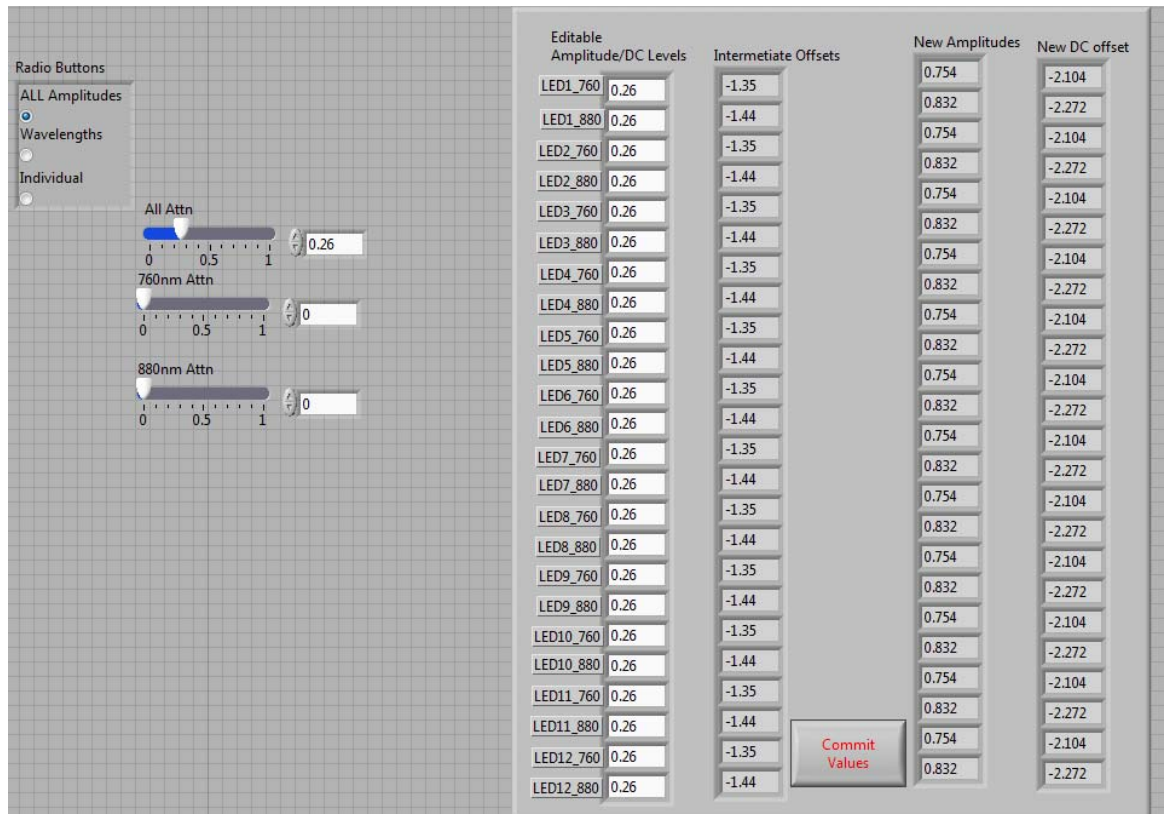 Radio Buttons
ALL Amplitudes
Wavelengths
Individual
All Attn
0 0.5 1
0.26
760nm Attn
0 0.5 1
0
880nm Attn
0 0.5 1
0
Editable
Amplitude/DC Levels Intermetiate Offsets New Amplitudes New DC offset
LED1_760 0.26 -1.35 0.754 -2.104
LED1_880 0.26 -1.44 0.832 -2.272
LED2_760 0.26 -1.35 0.754 -2.104
LED2_880 0.26 -1.44 0.832 -2.272
LED3_760 0.26 -1.35 0.754 -2.104
LED3_880 0.26 -1.44 0.832 -2.272
LED4_760 0.26 -1.35 0.754 -2.104
LED4_880 0.26 -1.44 0.832 -2.272
LED5_760 0.26 -1.35 0.754 -2.104
LED5_880 0.26 -1.44 0.832 -2.272
LED6_760 0.26 -1.35 0.754 -2.104
LED6_880 0.26 -1.44 0.832 -2.272
LED7_760 0.26 -1.35 0.754 -2.104
LED7_880 0.26 -1.44 0.832 -2.272
LED8_760 0.26 -1.35 0.754 -2.104
LED8_880 0.26 -1.44 0.832 -2.272
LED9_760 0.26 -1.35 0.754 -2.104
LED9_880 0.26 -1.44 0.832 -2.272
LED10_760 0.26 -1.35 0.754 -2.104
LED10_880 0.26 -1.44 0.832 -2.272
LED11_760 0.26 -1.35 0.754 -2.104
LED11_880 0.26 -1.44 0.832 -2.272
LED12_760 0.26 -1.35 0.754 -2.104
LED12_880 0.26 -1.44 0.832 -2.272
Commit
Values